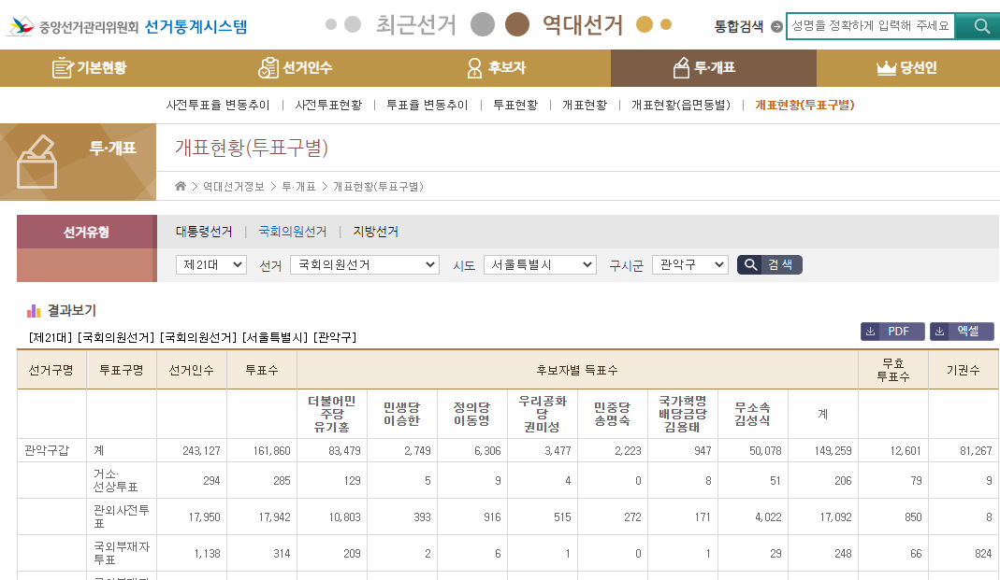 중앙선거관리위원회 선거통계시스템
최근선거 역대선거
통합검색 성명을 정확하게 입력해 주세요
기본현황 선거인수 후보자 투·개표 당선인
사전투표율 변동추이 | 사전투표현황 | 투표율 변동추이 | 투표현황 | 개표현황 | 개표현황(읍면동별) | 개표현황(투표구별)
투·개표
개표현황(투표구별)
> 역대선거정보 > 투·개표 > 개표현황(투표구별)
선거유형
대통령선거 | 국회의원선거 | 지방선거
제21대 선거 국회의원선거 시도 서울특별시 구시군 관악구 검색
결과보기
[제21대] [국회의원선거] [국회의원선거] [서울특별시] [관악구]
PDF 엑셀
선거구명 투표구명 선거인수 투표수 후보자별 득표수 무효 투표수 기권수
더불어민주당 유기홍 민생당 이승한 정의당 이동영 우리공화당 권미성 민중당 송명숙 국가혁명배당금당 김용태 무소속 김성식 계
관악구갑 계 243,127 161,860 83,479 2,749 6,306 3,477 2,223 947 50,078 149,259 12,601 81,267
거소·선상투표 294 285 129 5 9 4 0 8 51 206 79 9
관외사전투표 17,950 17,942 10,803 393 916 515 272 171 4,022 17,092 850 8
국외부재자투표 1,138 314 209 2 6 1 0 1 29 248 66 824